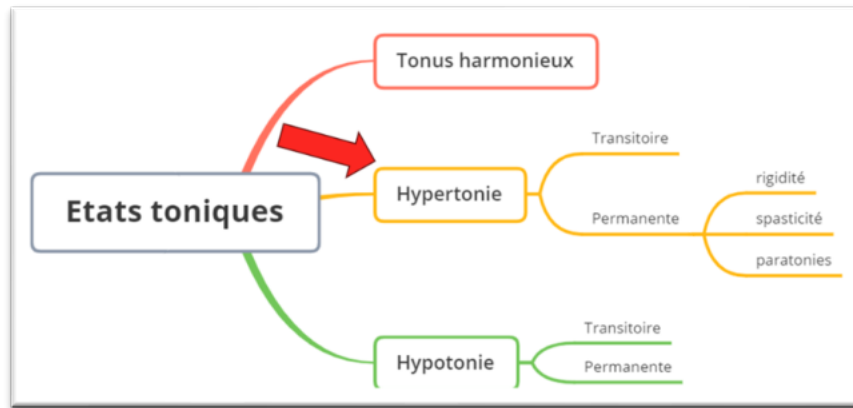 Tonus harmonieux
Etats toniques
Hypertonie
Transitoire
Permanente
rigidité
spasticité
paratonies
Hypotonie
Transitoire
Permanente